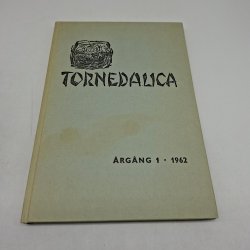 TORNEDALICA
ÅRGÅNG 1 · 1962